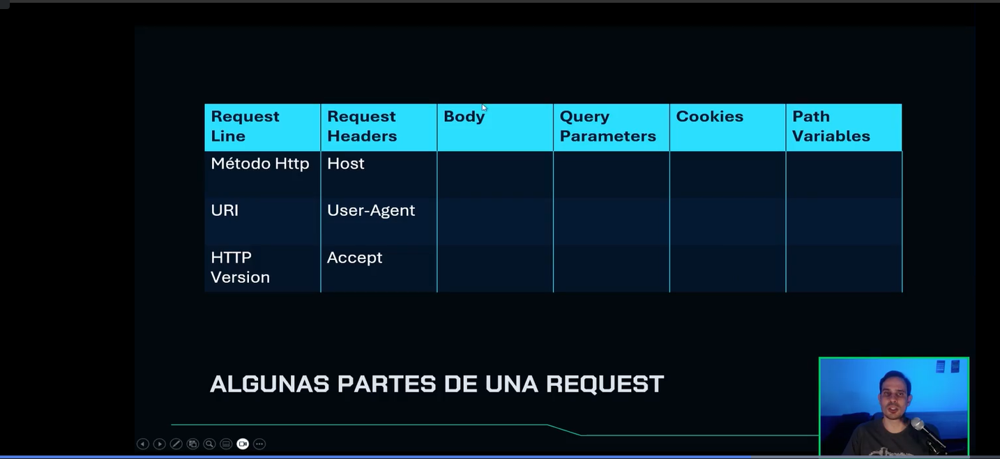 Request Line
Request Headers
Body
Query Parameters
Cookies
Path Variables
Método Http
Host
URI
User-Agent
HTTP Version
Accept
ALGUNAS PARTES DE UNA REQUEST